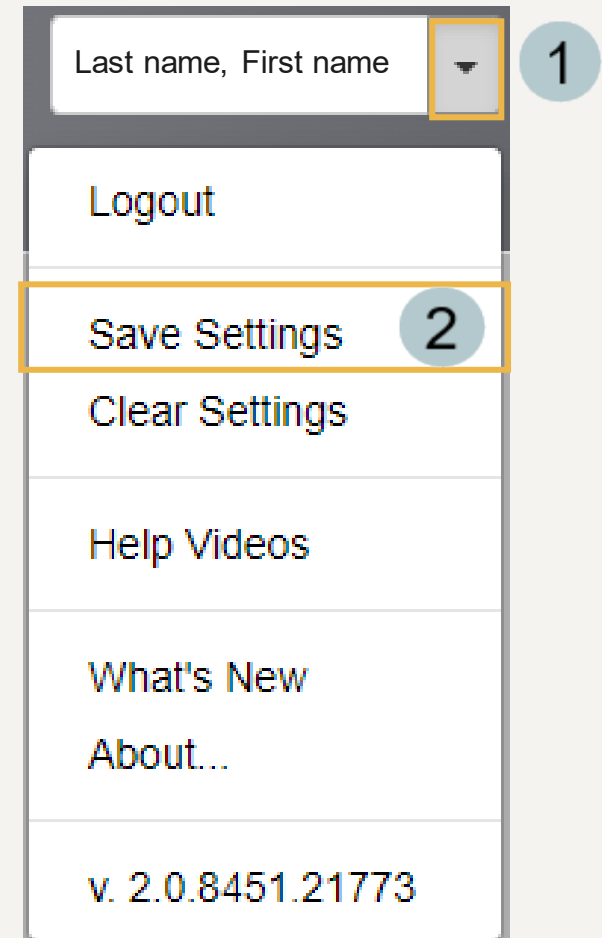 Last name, First name
1
Logout
Save Settings
2
Clear Settings
Help Videos
What's New
About...
v. 2.0.8451.21773